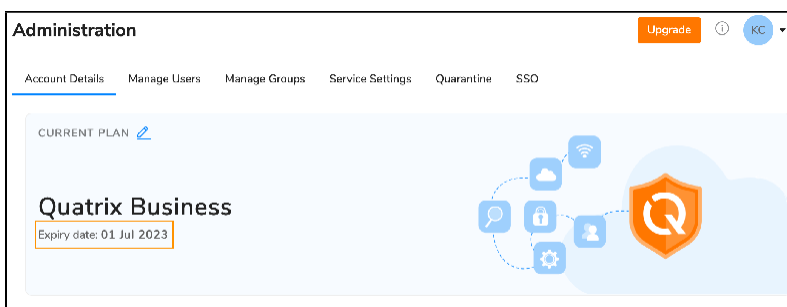 Administration
Upgrade
KC
Account Details Manage Users Manage Groups Service Settings Quarantine SSO
CURRENT PLAN
Quatrix Business
Expiry date: 01 Jul 2023